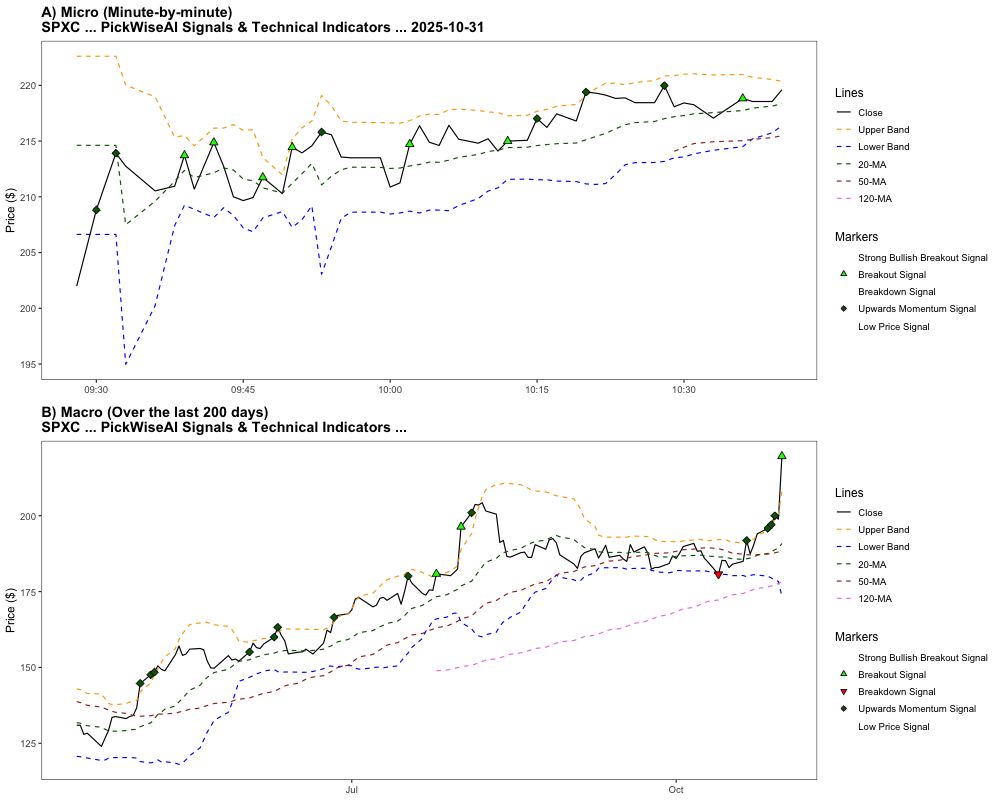 A) Micro (Minute-by-minute)
SPXC ... PickWiseAI Signals & Technical Indicators ... 2025-10-31
Price ($)
220
215
210
205
200
195
09:30
09:45
10:00
10:15
10:30
Lines
Close
Upper Band
Lower Band
20-MA
50-MA
120-MA
Markers
Strong Bullish Breakout Signal
Breakout Signal
Breakdown Signal
Upwards Momentum Signal
Low Price Signal
B) Macro (Over the last 200 days)
SPXC ... PickWiseAI Signals & Technical Indicators ...
Price ($)
200
175
150
125
Jul
Oct
Lines
Close
Upper Band
Lower Band
20-MA
50-MA
120-MA
Markers
Strong Bullish Breakout Signal
Breakout Signal
Breakdown Signal
Upwards Momentum Signal
Low Price Signal